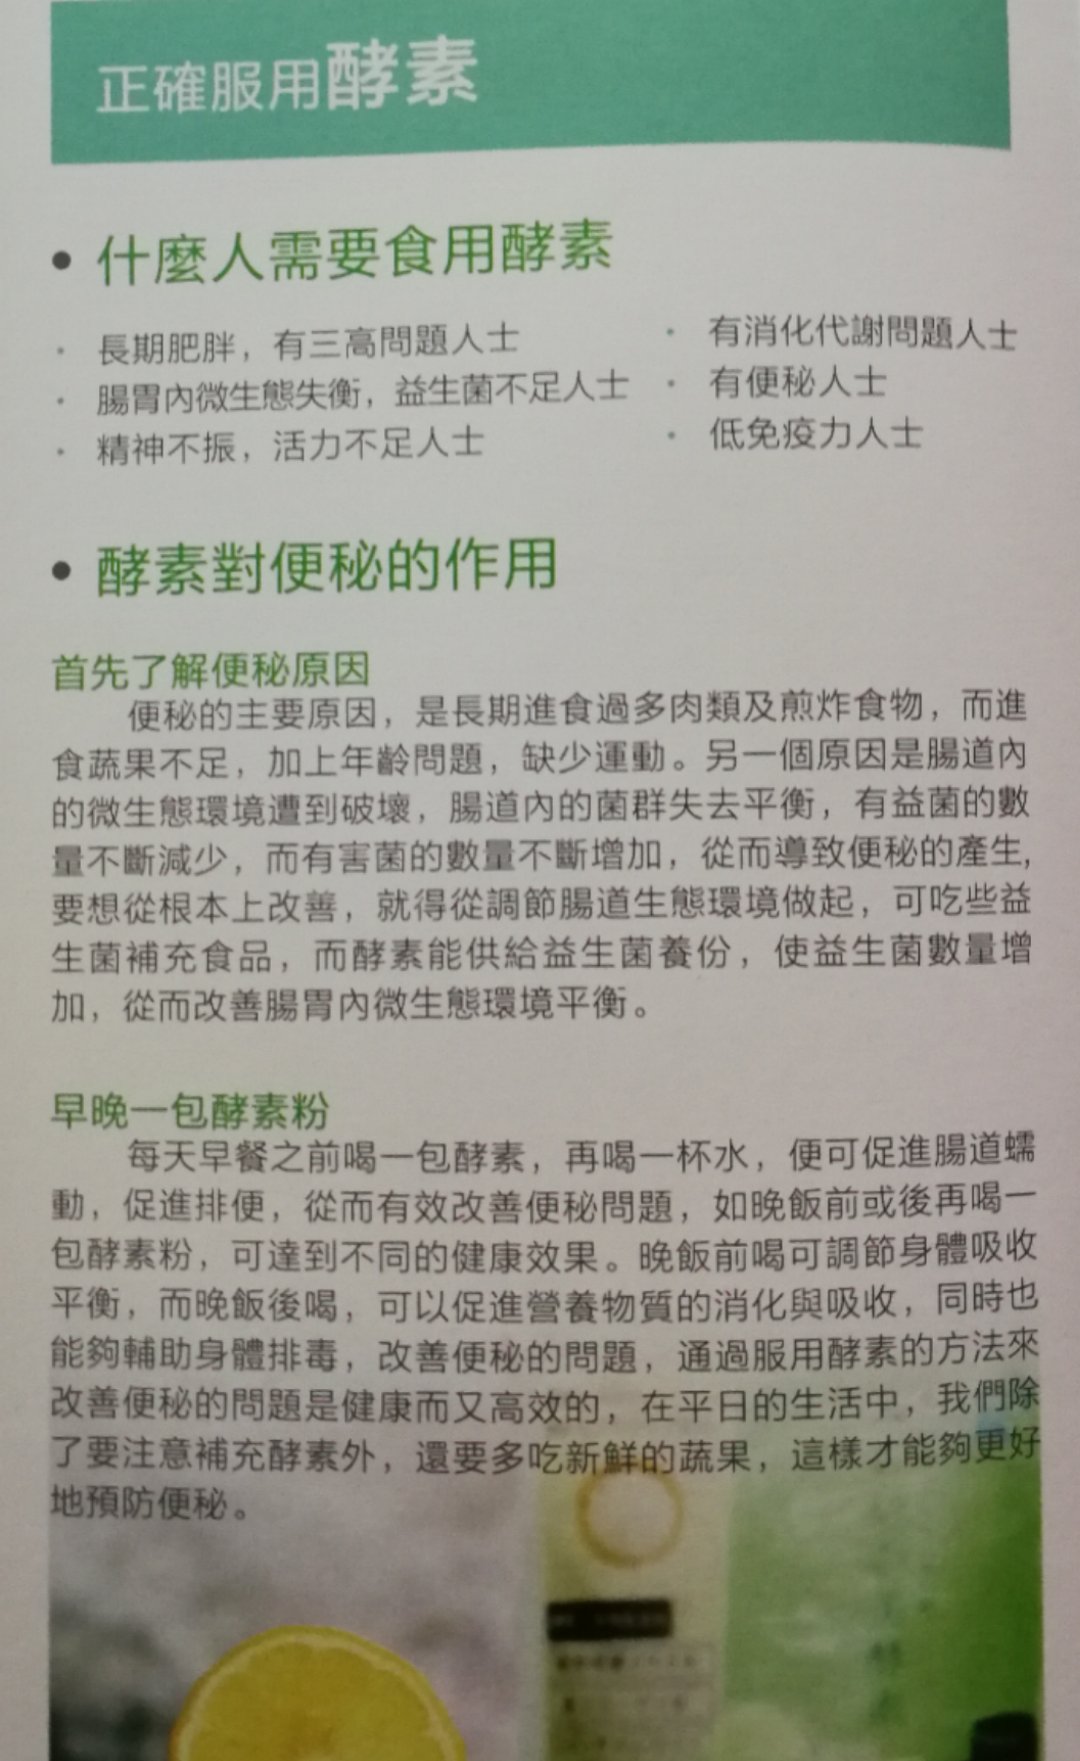 正確服用酵素
• 什麼人需要食用酵素
· 長期肥胖，有三高問題人士
· 腸胃內微生態失衡，益生菌不足人士
· 精神不振，活力不足人士
· 有消化代謝問題人士
· 有便秘人士
· 低免疫力人士
• 酵素對便秘的作用
首先了解便秘原因
便秘的主要原因，是長期進食過多肉類及煎炸食物，而進
食蔬果不足，加上年齡問題，缺少運動。另一個原因是腸道內
的微生態環境遭到破壞，腸道內的菌群失去平衡，有益菌的數
量不斷減少，而有害菌的數量不斷增加，從而導致便秘的產生,
要想從根本上改善，就得從調節腸道生態環境做起，可吃些益
生菌補充食品，而酵素能供給益生菌養份，使益生菌數量增
加，從而改善腸胃內微生態環境平衡。
早晚一包酵素粉
每天早餐之前喝一包酵素，再喝一杯水，便可促進腸道蠕
動，促進排便，從而有效改善便秘問題，如晚飯前或後再喝一
包酵素粉，可達到不同的健康效果。晚飯前喝可調節身體吸收
平衡，而晚飯後喝，可以促進營養物質的消化與吸收，同時也
能夠輔助身體排毒，改善便秘的問題，通過服用酵素的方法來
改善便秘的問題是健康而又高效的，在平日的生活中，我們除
了要注意補充酵素外，還要多吃新鮮的蔬果，這樣才能夠更好
地預防便秘。